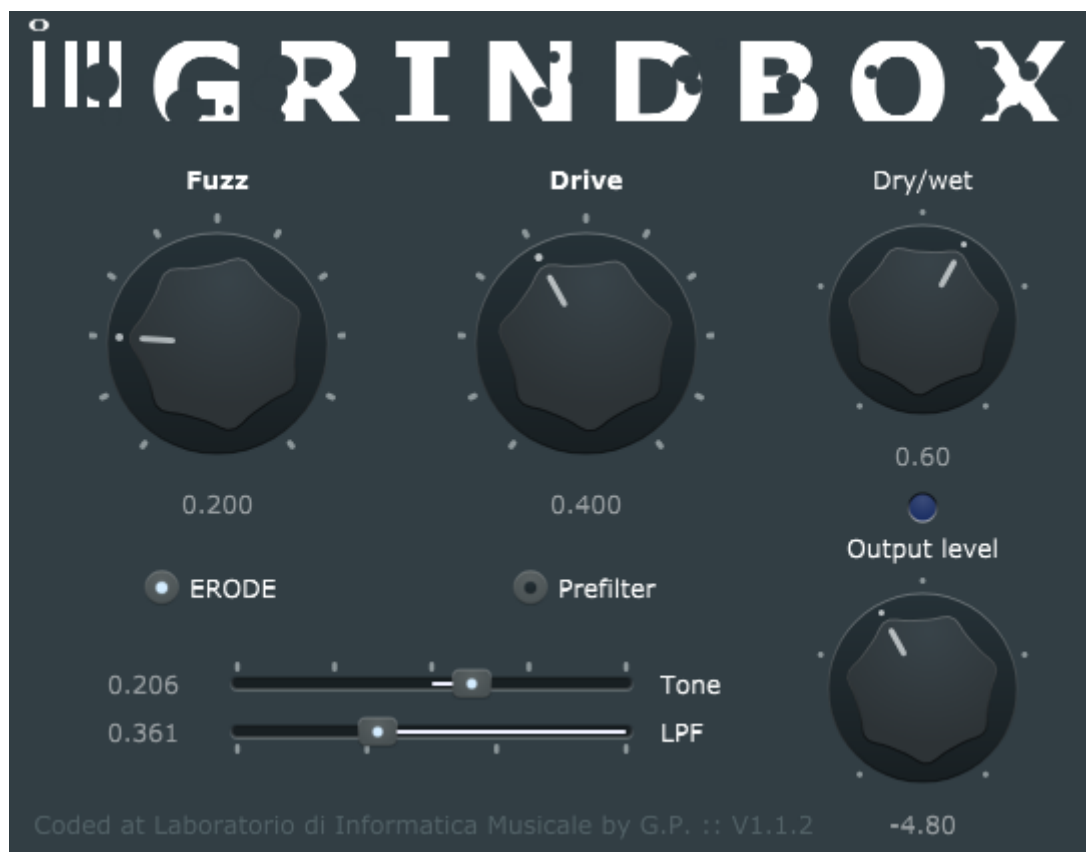 GRINDBOX
Fuzz
Drive
Dry/wet
0.200
0.400
0.60
Output level
ERODE
Prefilter
0.206
Tone
0.361
LPF
Coded at Laboratorio di Informatica Musicale by G.P. :: V1.1.2
-4.80